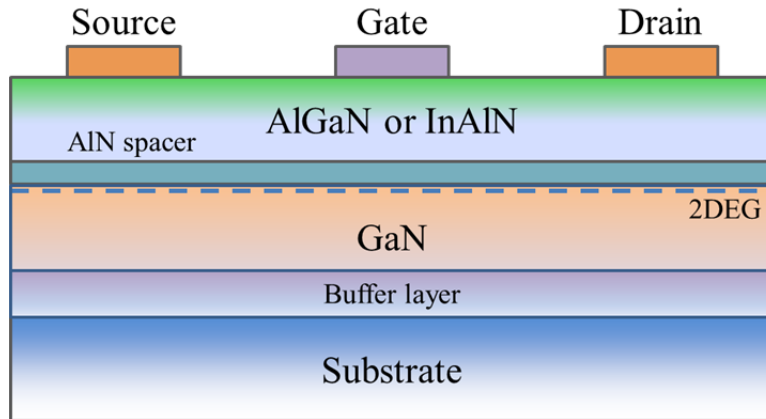 Source Gate Drain
AlGaN or InAlN
AlN spacer
2DEG
GaN
Buffer layer
Substrate